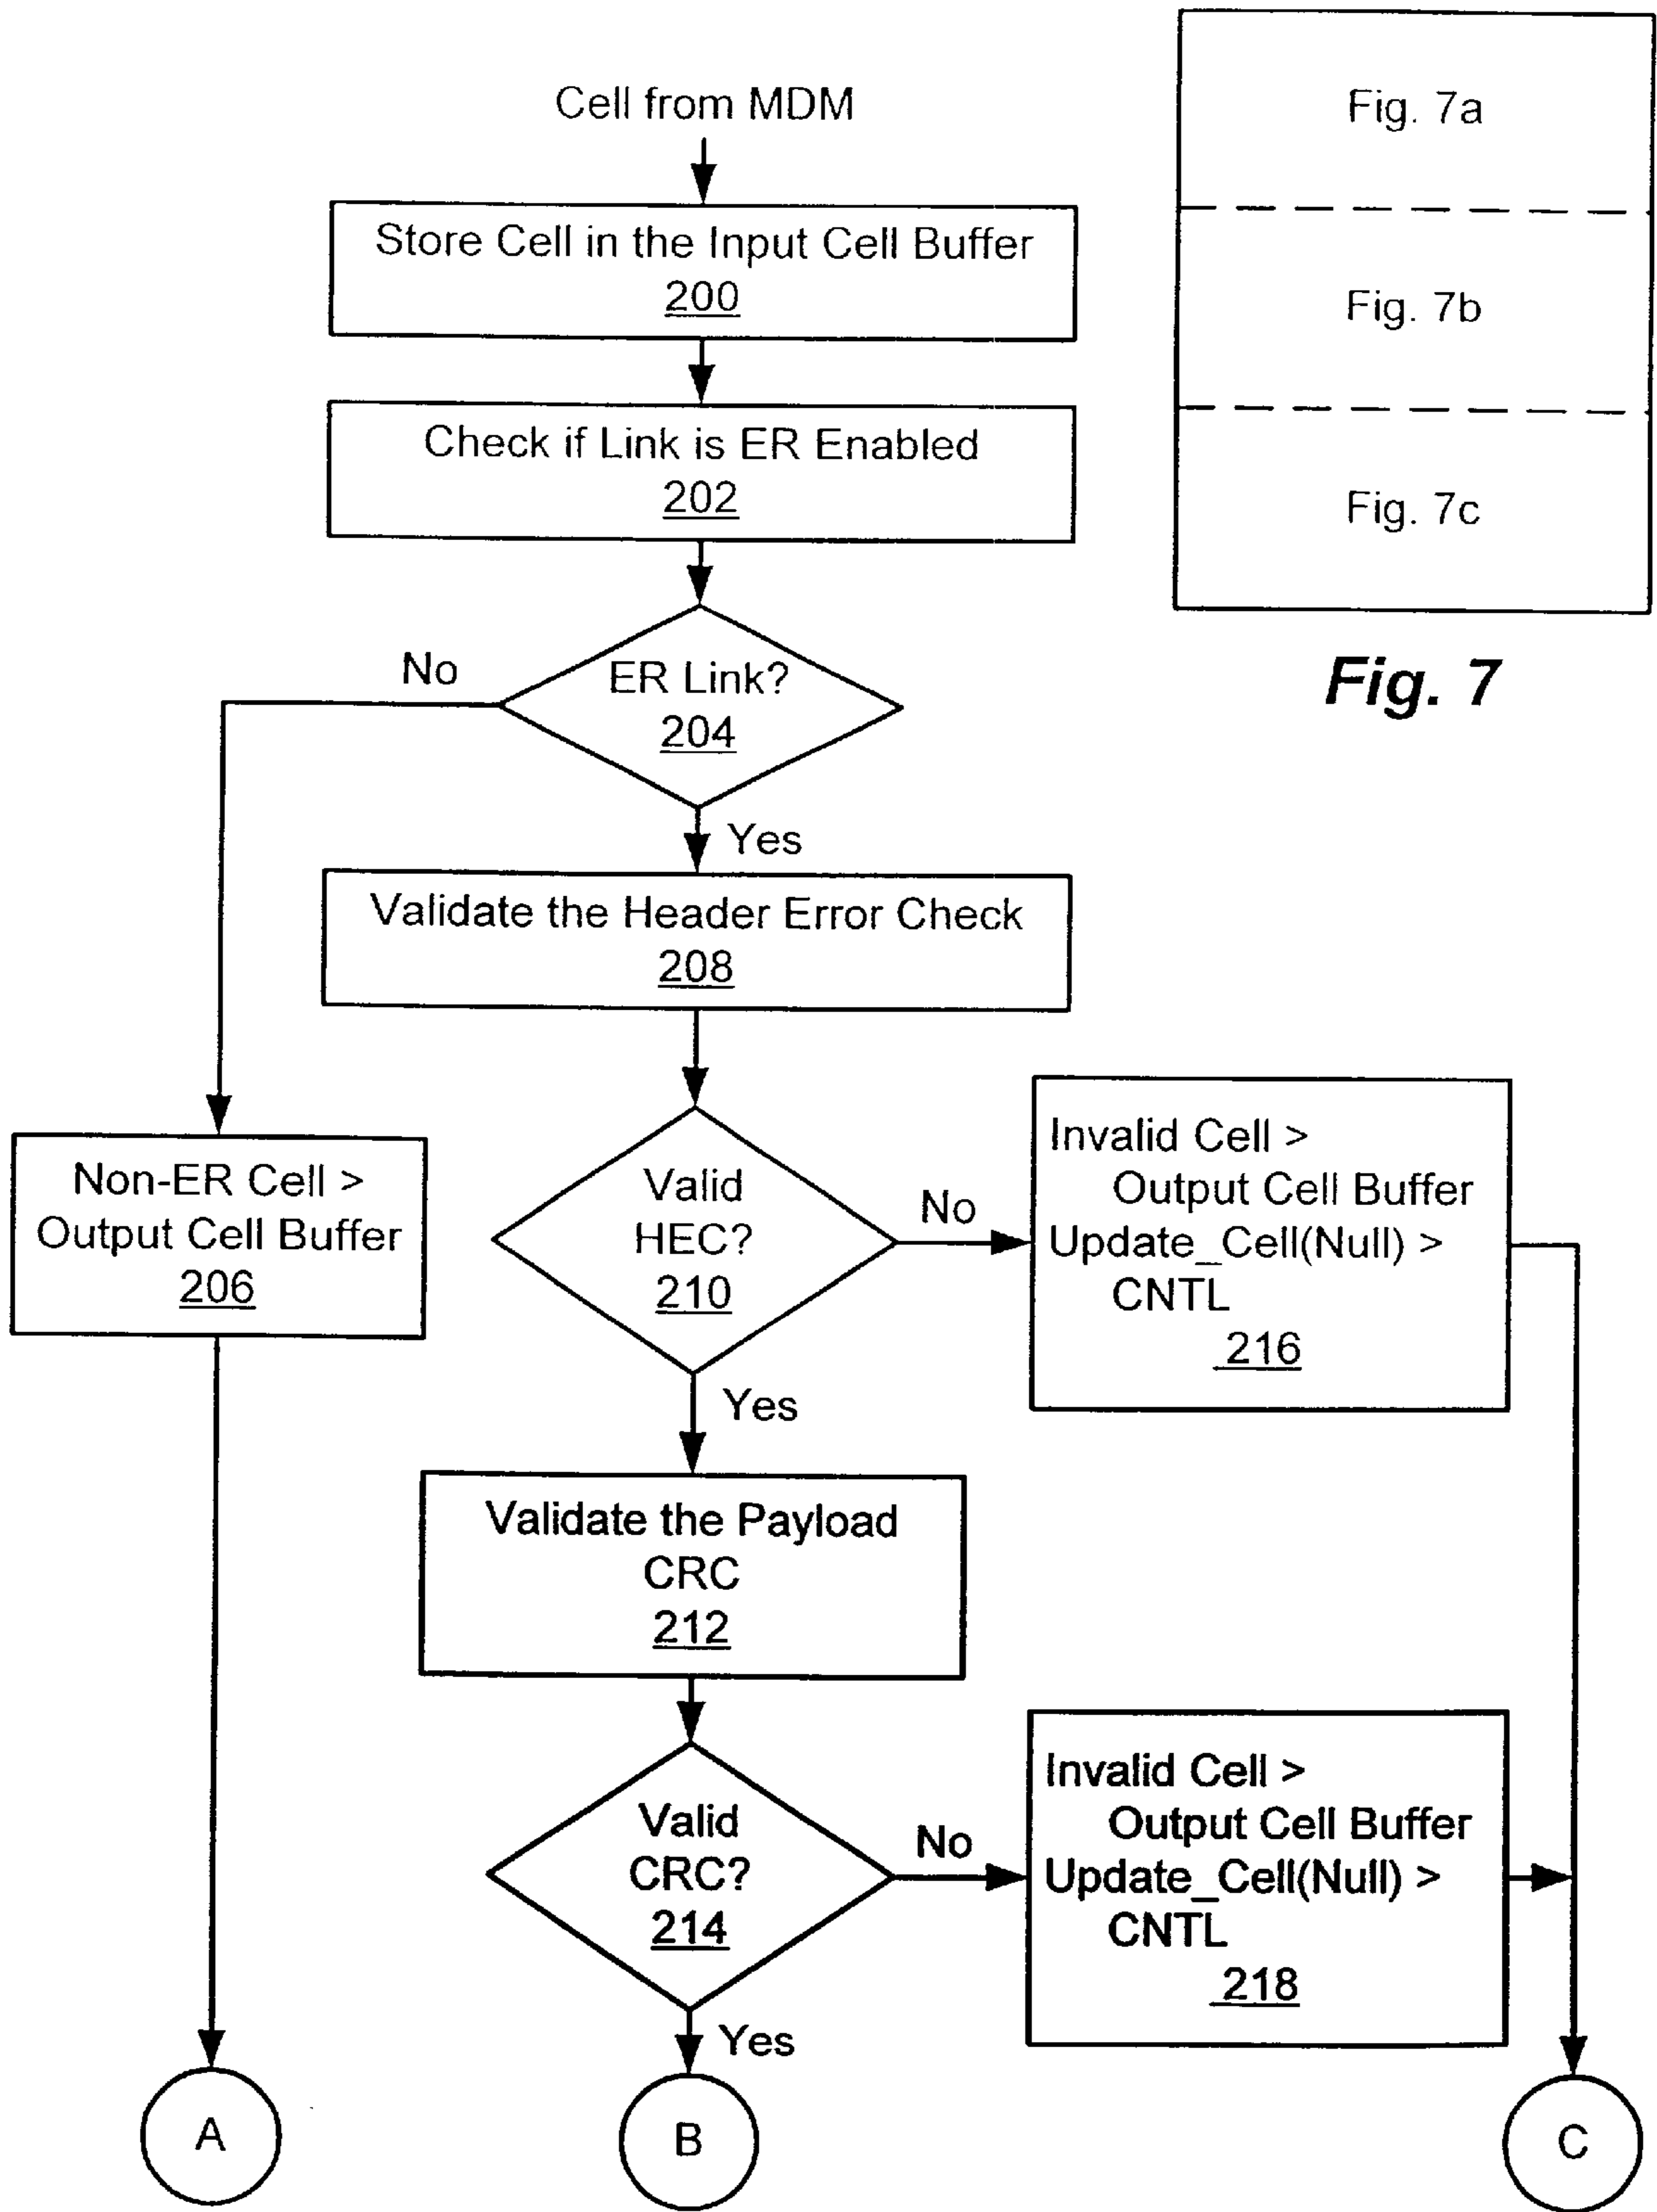 Cell from MDM
Store Cell in the Input Cell Buffer
200
Check if Link is ER Enabled
202
ER Link?
204
No
Yes
Validate the Header Error Check
208
Non-ER Cell >
Output Cell Buffer
206
Valid
HEC?
210
No
Invalid Cell >
Output Cell Buffer
Update_Cell(Null) >
CNTL
216
Yes
Validate the Payload
CRC
212
Valid
CRC?
214
No
Invalid Cell >
Output Cell Buffer
Update_Cell(Null) >
CNTL
218
Yes
A
B
C
Fig. 7a
Fig. 7b
Fig. 7c
Fig. 7